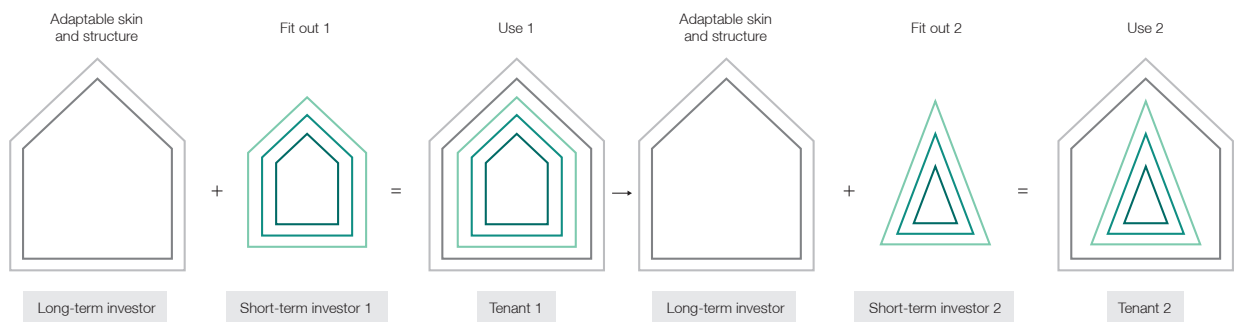 Adaptable skin
and structure
Fit out 1
Use 1
Adaptable skin
and structure
Fit out 2
Use 2
+
=
→
+
=
Long-term investor
Short-term investor 1
Tenant 1
Long-term investor
Short-term investor 2
Tenant 2